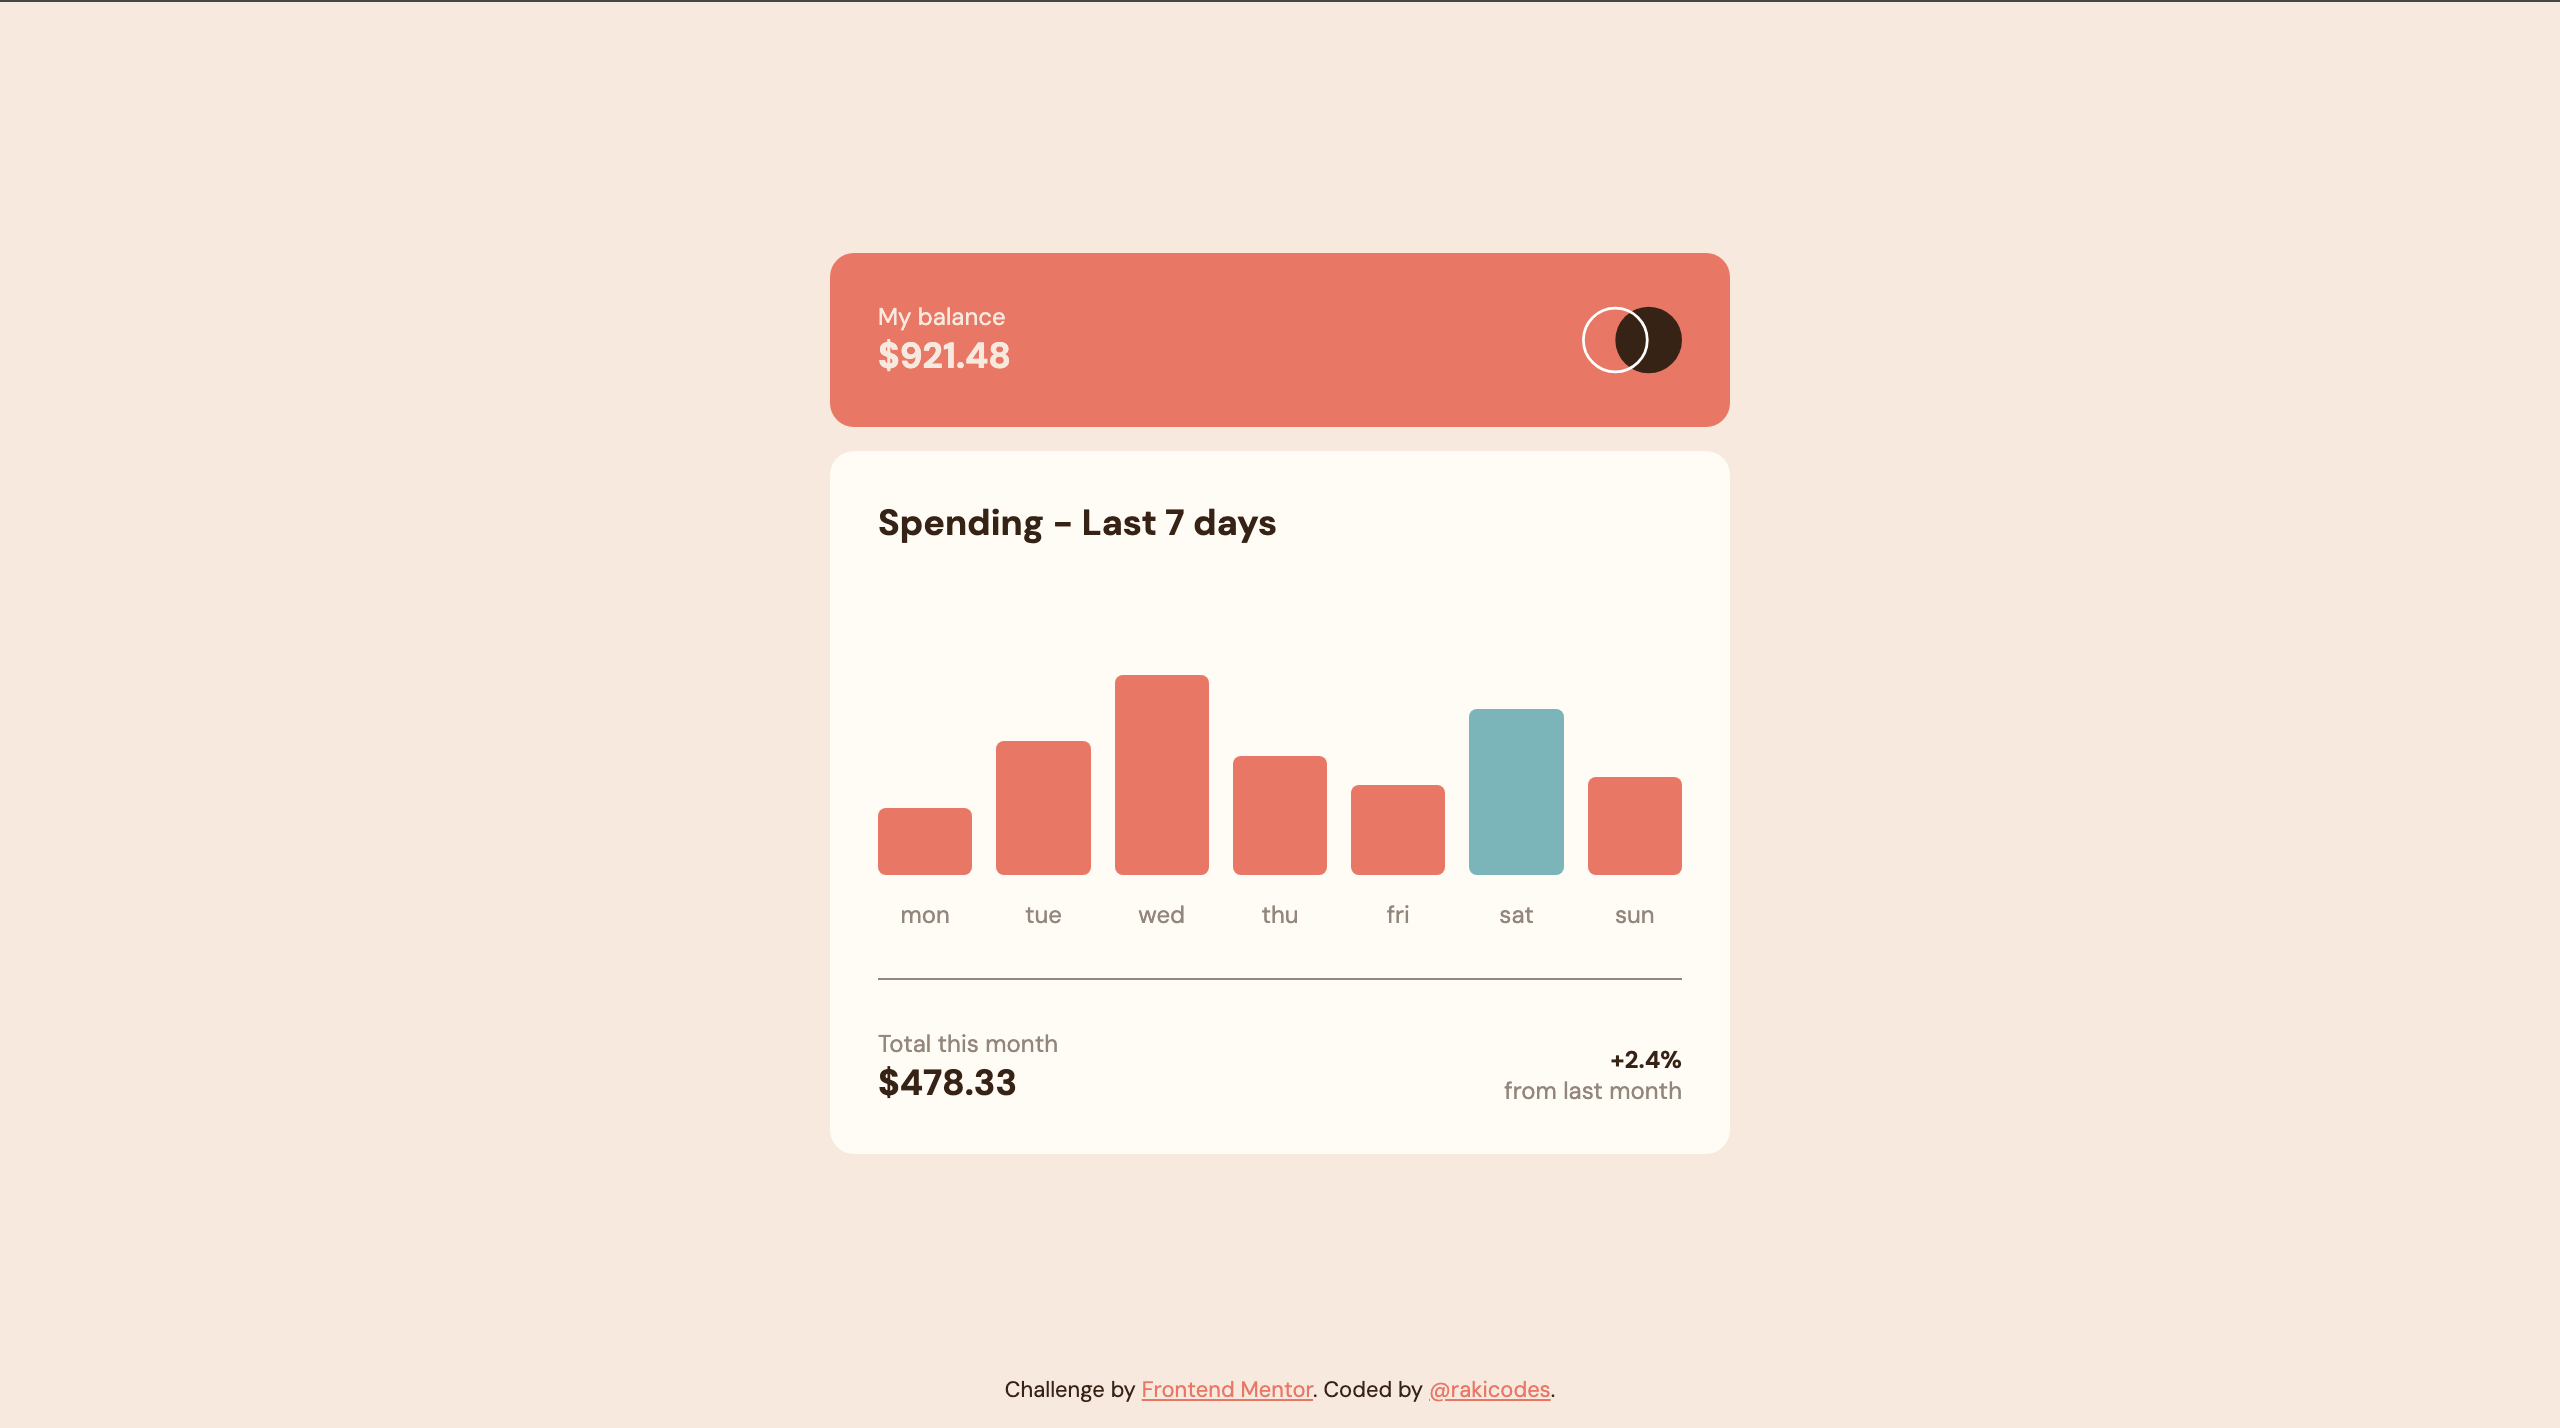 My balance
$921.48
Spending - Last 7 days
mon tue wed thu fri sat sun
Total this month
$478.33
+2.4%
from last month
Challenge by Frontend Mentor. Coded by @rakicodes.